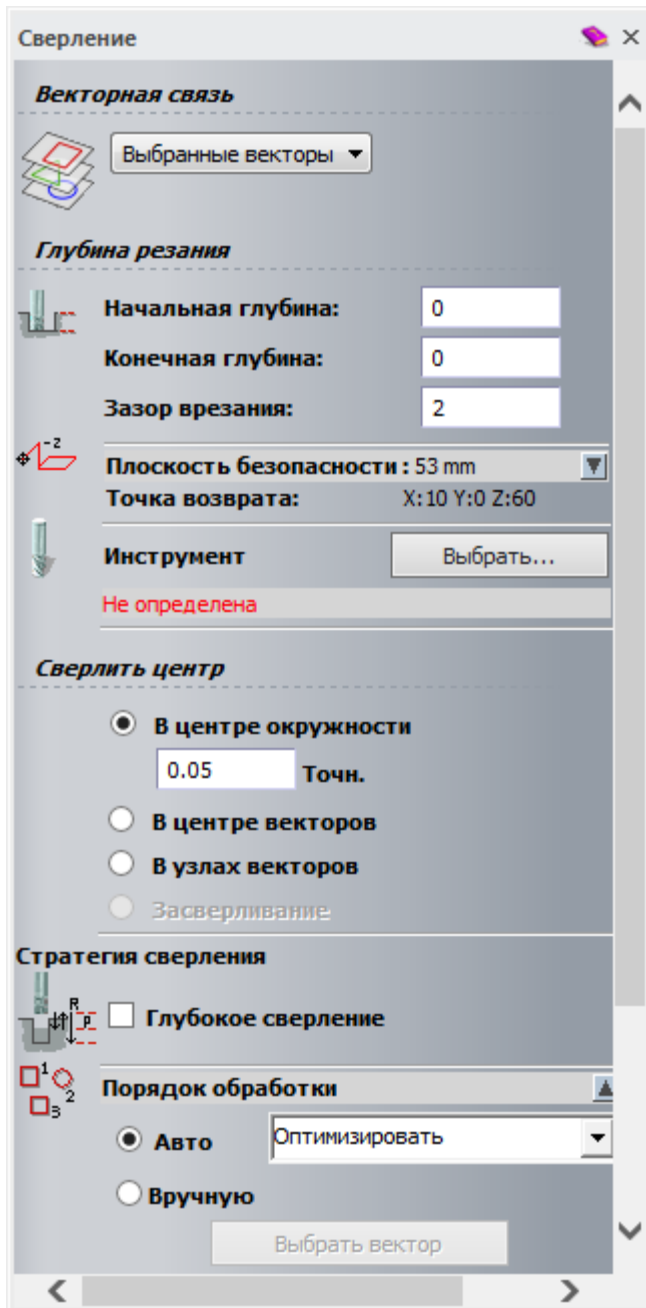 Сверление
Векторная связь
Выбранные векторы
Глубина резания
Начальная глубина: 0
Конечная глубина: 0
Зазор врезания: 2
-z
Плоскость безопасности : 53 mm
Точка возврата: X:10 Y:0 Z:60
Инструмент Выбрать...
Не определена
Сверлить центр
В центре окружности
0.05 Точн.
В центре векторов
В узлах векторов
Засверливание
Стратегия сверления
R
P
Глубокое сверление
1
2
3
Порядок обработки
Авто Оптимизировать
Вручную
Выбрать вектор